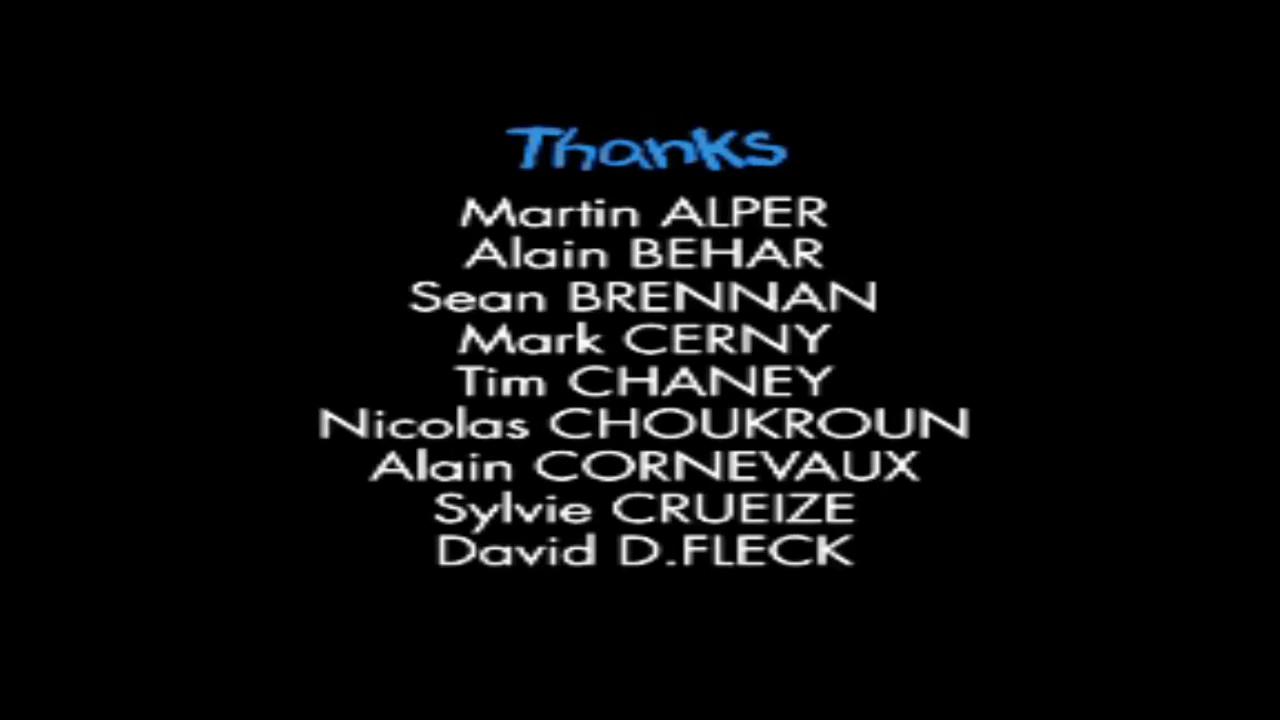 Thanks
Martin ALPER
Alain BEHAR
Sean BRENNAN
Mark CERNY
Tim CHANEY
Nicolas CHOUKROUN
Alain CORNEVAUX
Sylvie CRUEIZE
David D.FLECK